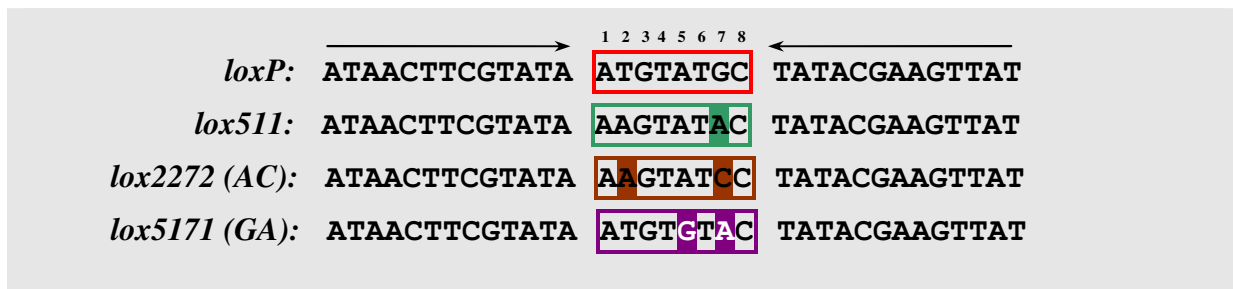 1 2 3 4 5 6 7 8
loxP: ATAACTTCGTATA ATGTATGC TATACGAAGTTAT
lox511: ATAACTTCGTATA AAGTATAC TATACGAAGTTAT
lox2272 (AC): ATAACTTCGTATA AAGTATCC TATACGAAGTTAT
lox5171 (GA): ATAACTTCGTATA ATGTGTAC TATACGAAGTTAT